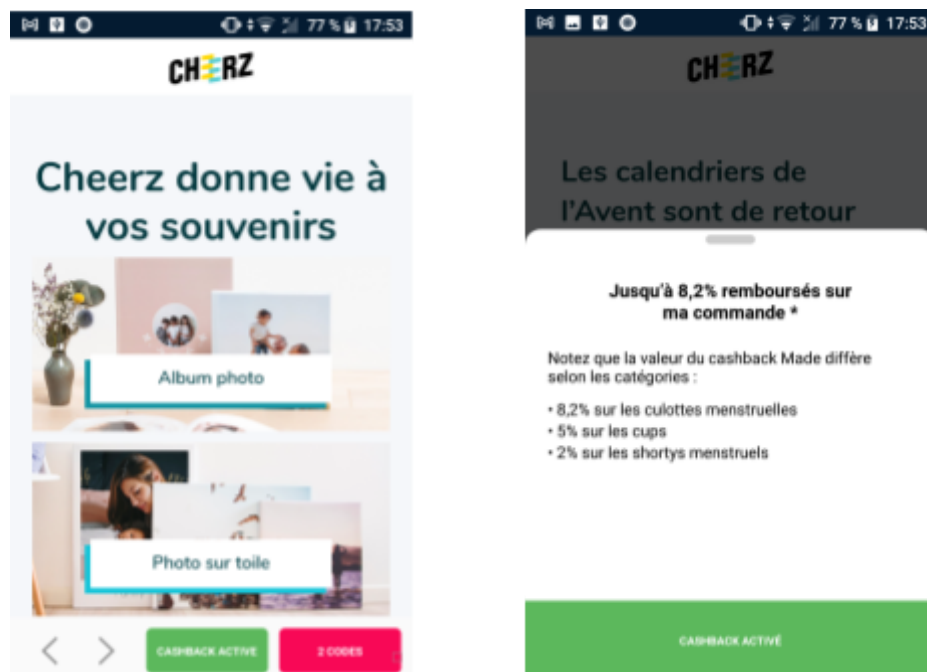 77 % 17:53
CHEERZ
Cheerz donne vie à
vos souvenirs
Album photo
Photo sur toile
CASHBACK ACTIVÉ
2 CODES
77 % 17:53
CHEERZ
Les calendriers de
l'Avent sont de retour
Jusqu'à 8,2% remboursés sur
ma commande *
Notez que la valeur du cashback Made diffère
selon les catégories :
• 8,2% sur les culottes menstruelles
• 5% sur les cups
• 2% sur les shortys menstruels
CASHBACK ACTIVÉ